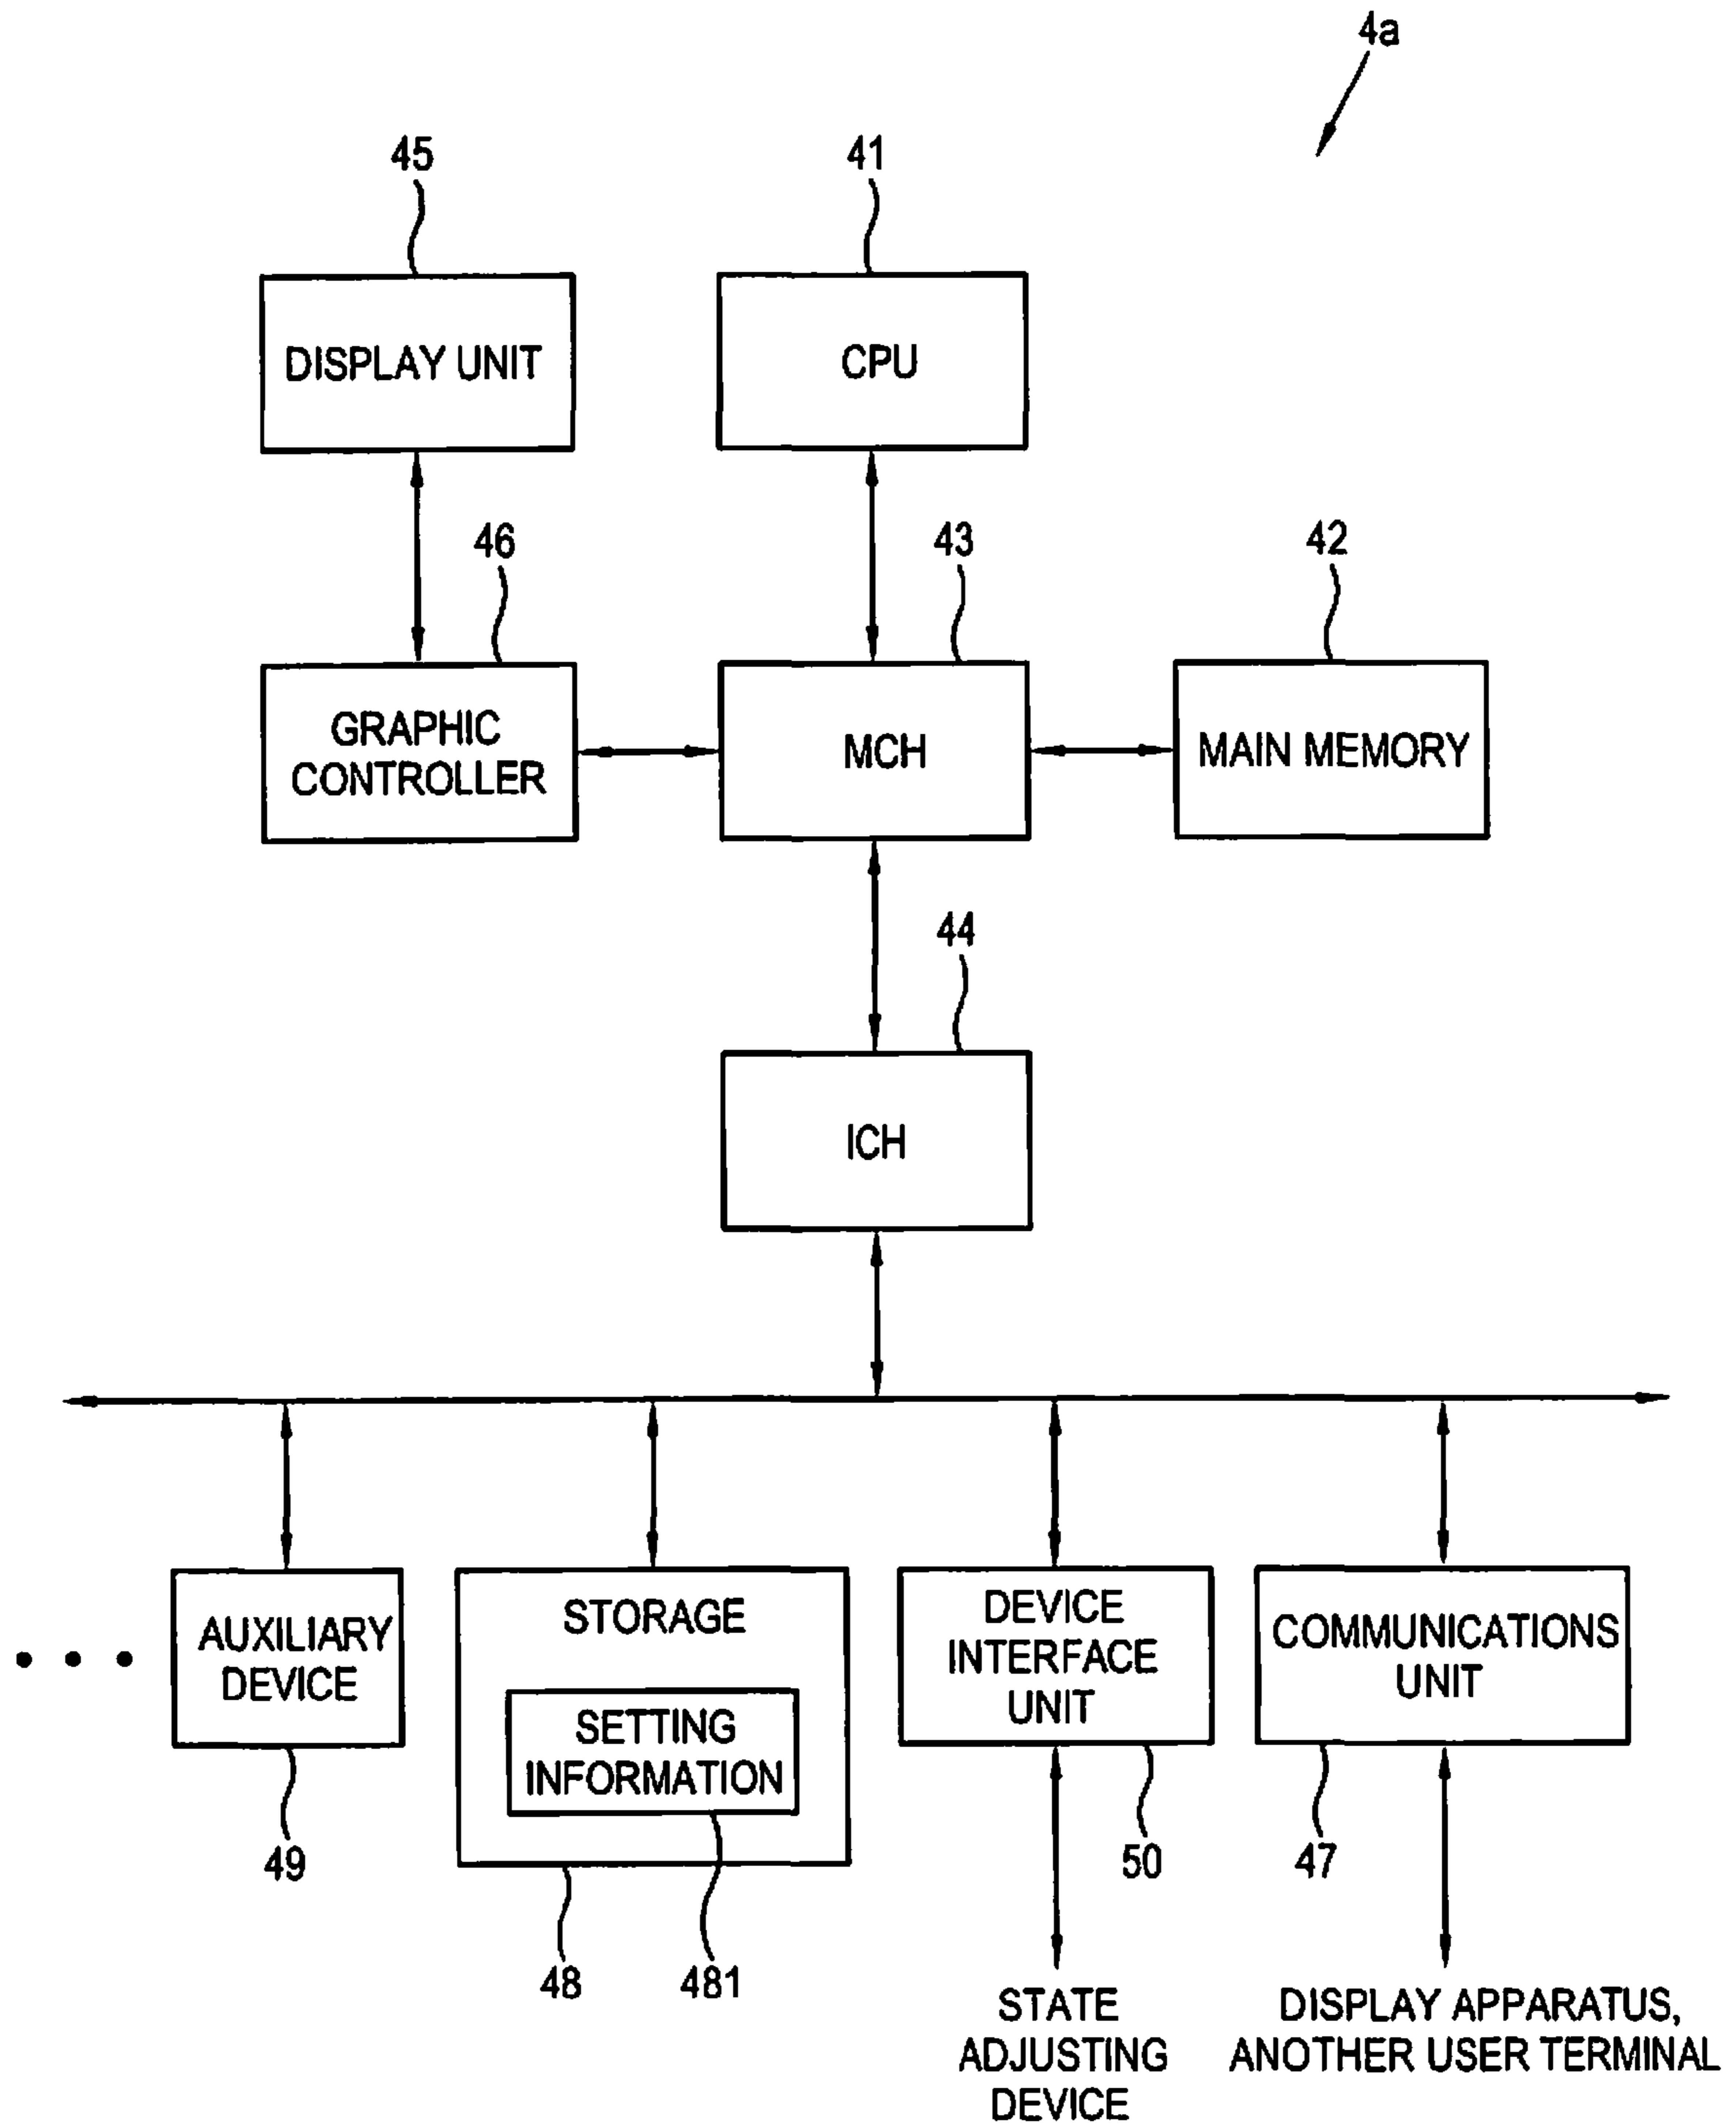 4a
45
41
DISPLAY UNIT
CPU
46
43
42
GRAPHIC
CONTROLLER
MCH
MAIN MEMORY
44
ICH
AUXILIARY
DEVICE
STORAGE
SETTING
INFORMATION
DEVICE
INTERFACE
UNIT
COMMUNICATIONS
UNIT
49
48
481
50
47
STATE
ADJUSTING
DEVICE
DISPLAY APPARATUS,
ANOTHER USER TERMINAL